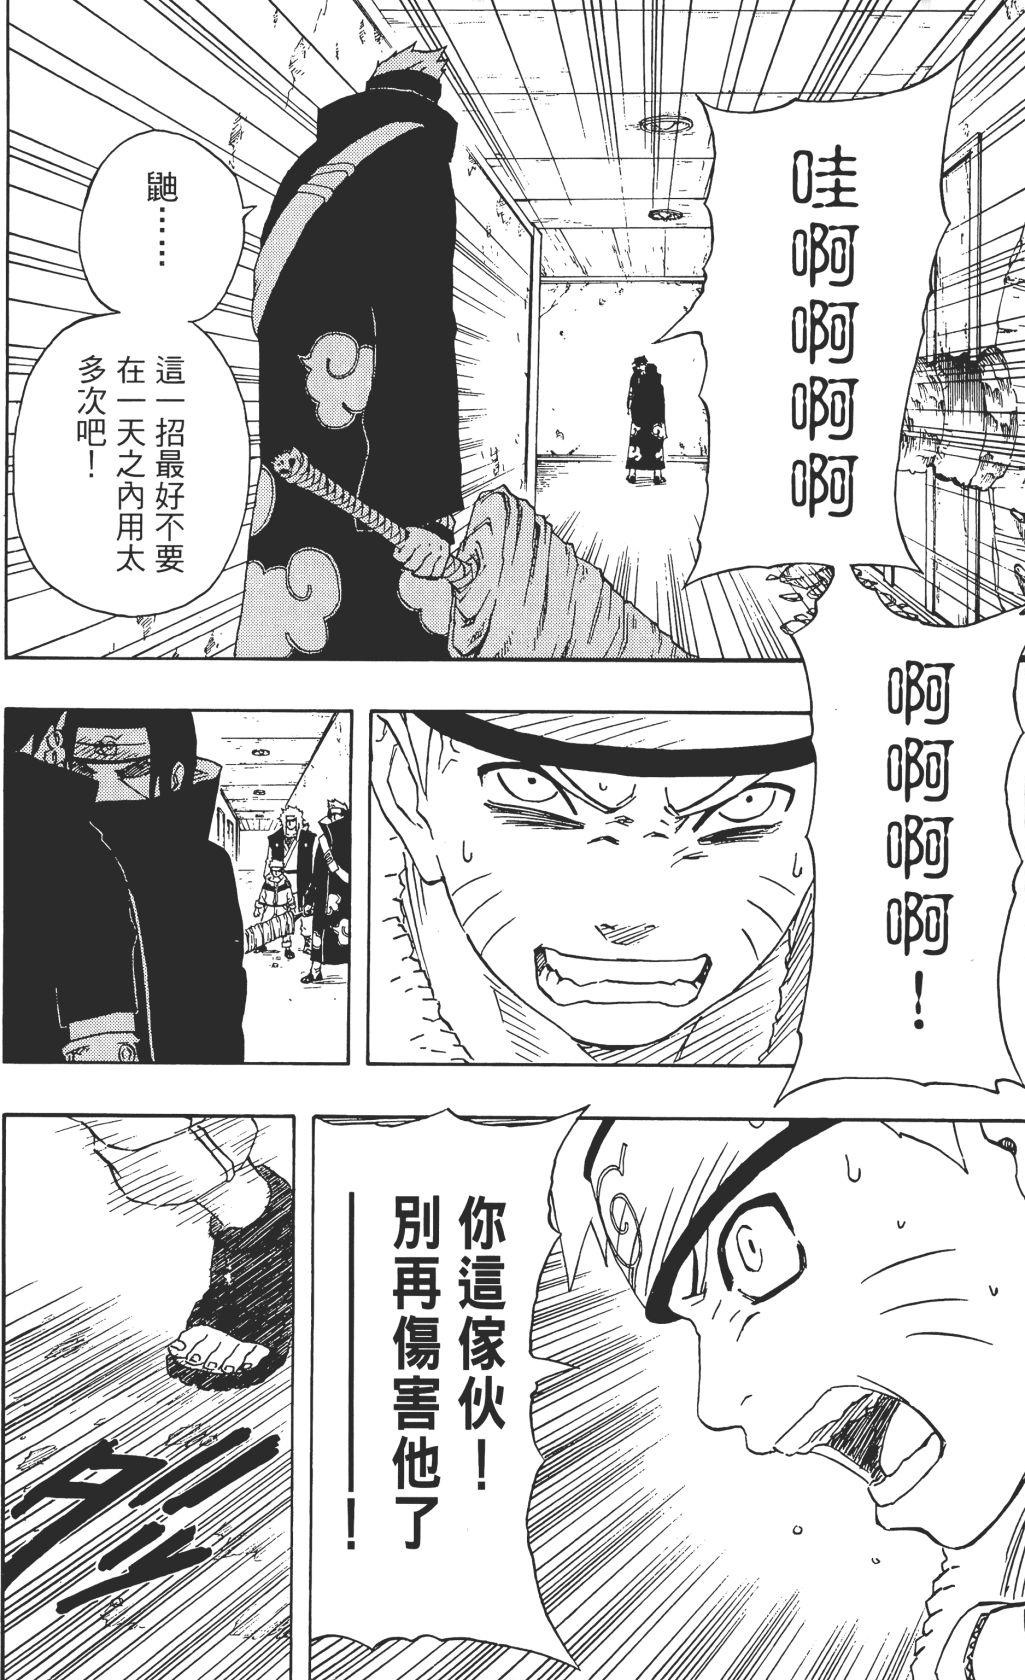 哇啊啊啊啊
啊啊啊啊！
鼬……
這一招最好不要
在一天之內用太
多次吧！
你這傢伙！
別再傷害他了
——！
ダッ